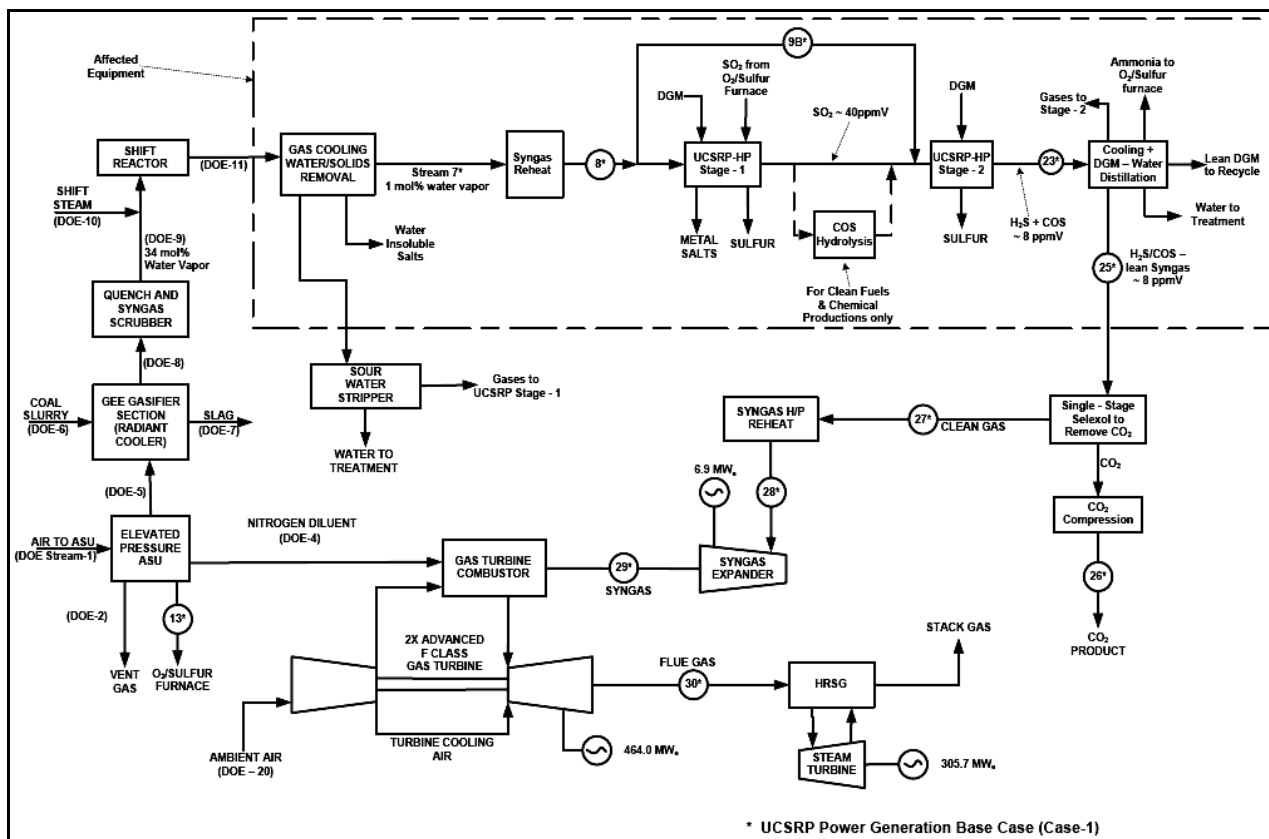 Affected
Equipment
9B*
SO₂ from
O₂/Sulfur
Furnace
DGM
SO₂ ~ 40ppmV
DGM
Gases to
Stage - 2
Ammonia to
O₂/Sulfur
furnace
SHIFT
REACTOR
(DOE-11)
GAS COOLING
WATER/SOLIDS
REMOVAL
Stream 7*
1 mol% water vapor
Syngas
Reheat
8*
UCSRP-HP
Stage - 1
UCSRP-HP
Stage - 2
23*
Cooling +
DGM – Water
Distillation
Lean DGM
to Recycle
SHIFT
STEAM
(DOE-10)
Water
Insoluble
Salts
METAL
SALTS
SULFUR
COS
Hydrolysis
SULFUR
H₂S + COS
~ 8 ppmV
Water to
Treatment
(DOE-9)
34 mol%
Water Vapor
For Clean Fuels
& Chemical
Productions only
25*
H₂S/COS –
lean Syngas
~ 8 ppmV
QUENCH AND
SYNGAS
SCRUBBER
(DOE-8)
SOUR
WATER
STRIPPER
Gases to
UCSRP Stage - 1
WATER TO
TREATMENT
COAL
SLURRY
(DOE-6)
GEE GASIFIER
SECTION
(RADIANT
COOLER)
SLAG
(DOE-7)
SYNGAS H/P
REHEAT
27*
CLEAN GAS
Single - Stage
Selexol to
Remove CO₂
(DOE-5)
6.9 MWₑ
28*
CO₂
CO₂
Compression
AIR TO ASU
(DOE Stream-1)
ELEVATED
PRESSURE
ASU
NITROGEN DILUENT
(DOE-4)
GAS TURBINE
COMBUSTOR
29*
SYNGAS
SYNGAS
EXPANDER
26*
CO₂
PRODUCT
(DOE-2)
13*
VENT
GAS
O₂/SULFUR
FURNACE
2X ADVANCED
F CLASS
GAS TURBINE
FLUE GAS
30*
HRSG
STACK GAS
AMBIENT AIR
(DOE – 20)
TURBINE COOLING
AIR
464.0 MWₑ
STEAM
TURBINE
305.7 MWₑ
* UCSRP Power Generation Base Case (Case-1)